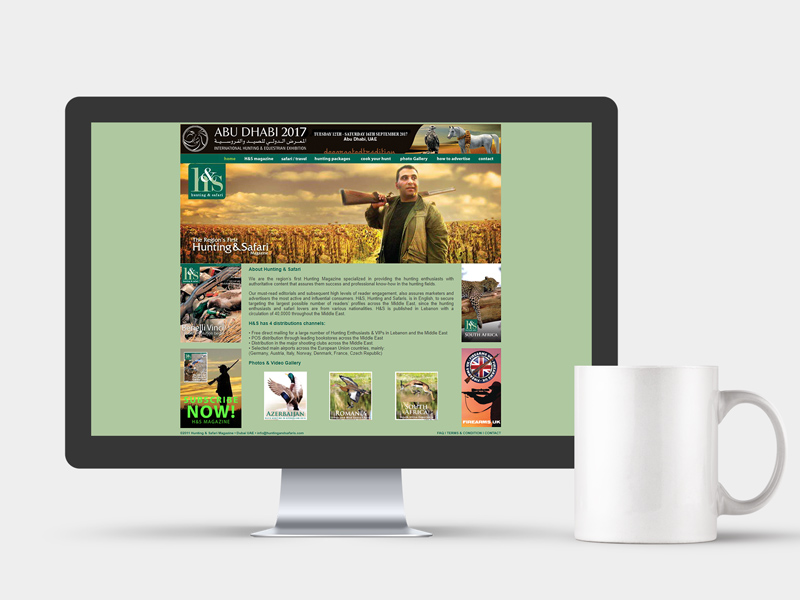 ABU DHABI 2017
المعرض الدولي للصيد والفروسية
INTERNATIONAL HUNTING & EQUESTRIAN EXHIBITION
TUESDAY 12TH - SATURDAY 16TH SEPTEMBER 2017
Abu Dhabi, UAE
home H&S magazine safari / travel hunting packages cook your hunt photo Gallery how to advertise contact
h&s
hunting & safari
The Region's First
Hunting & Safari
Magazine
About Hunting & Safari
We are the region's first Hunting Magazine specialized in providing the hunting enthusiasts with
authoritative content that assures them success and professional know-how in the hunting fields.
Our must-read editorials and subsequent high levels of reader engagement, also assures marketers and
advertisers the most active and influential consumers. H&S, Hunting and Safaris, is in English, to secure
targeting the largest possible number of readers' profiles across the Middle East, since the hunting
enthusiasts and safari lovers are from various nationalities. H&S is published in Lebanon with a
circulation of 40.0000 throughout the Middle East.
H&S has 4 distributions channels:
• Free direct mailing for a large number of Hunting Enthusiasts & VIPs in Lebanon and the Middle East
• POS distribution through leading bookstores across the Middle East
• Distribution in the major shooting clubs across the Middle East
• Selected main airports across the European Union countries, mainly
(Germany, Austria, Italy, Norway, Denmark, France, Czech Republic)
Photos & Video Gallery
h&s
Benelli Vinci
h&s
SOUTH AFRICA
SUBSCRIBE
NOW!
H&S MAGAZINE
AZERBAIJAN
ROMANIA
SOUTH
AFRICA
FIREARMS.UK
FAQ / TERMS & CONDITION / CONTACT